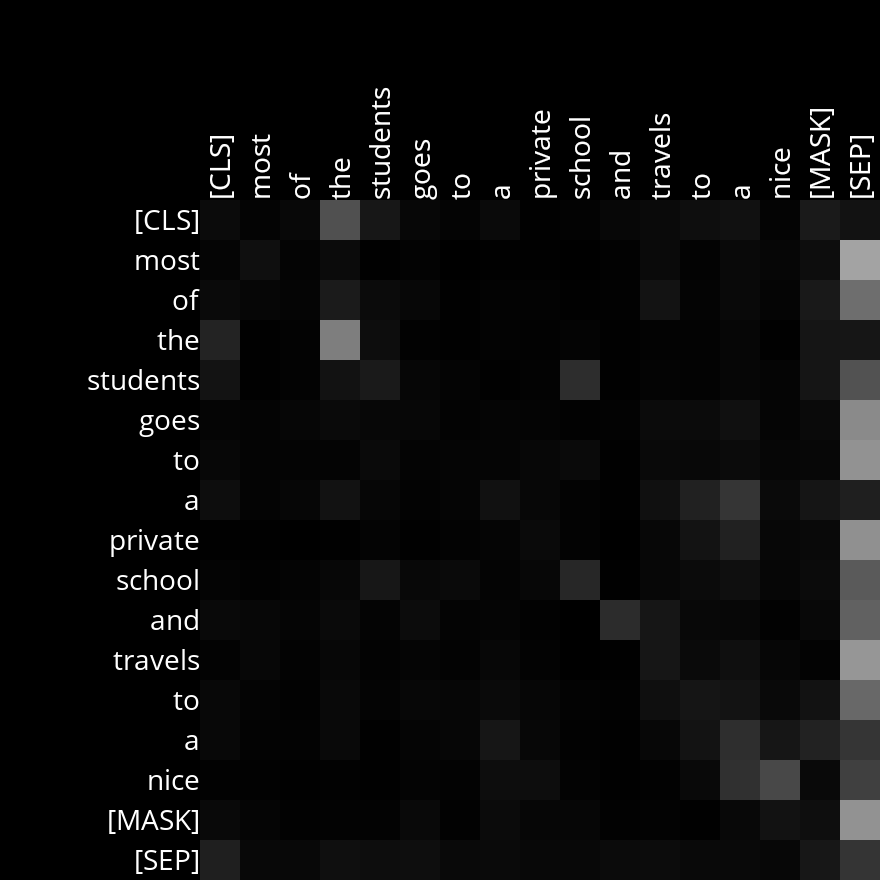 [CLS] most of the students goes to a private school and travels to a nice [MASK] [SEP]
[CLS]
most
of
the
students
goes
to
a
private
school
and
travels
to
a
nice
[MASK]
[SEP]